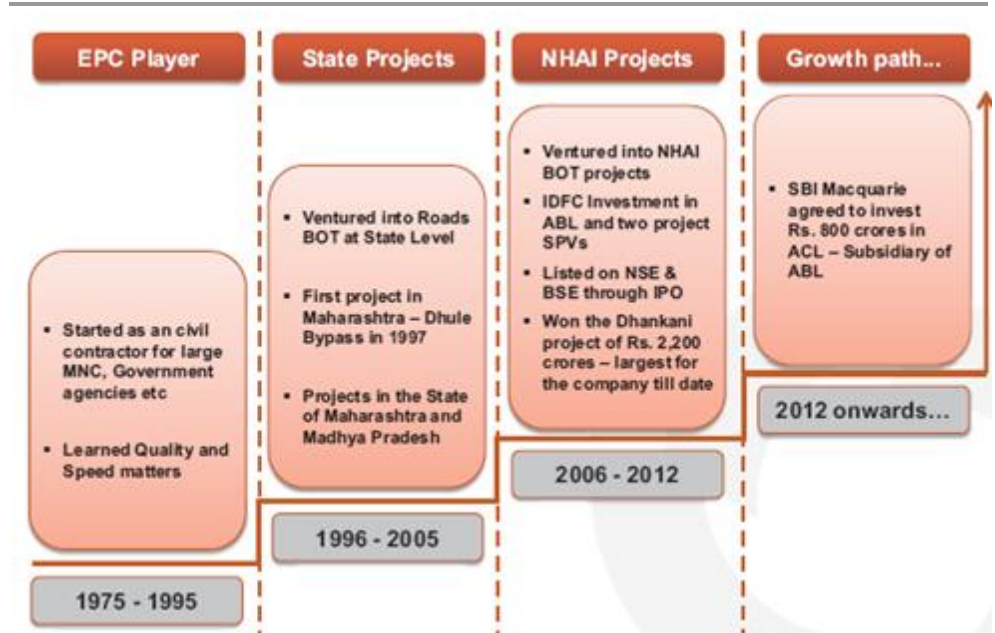 EPC Player
▪ Started as an civil
contractor for large
MNC, Government
agencies etc
▪ Learned Quality and
Speed matters
1975 - 1995
State Projects
▪ Ventured into Roads
BOT at State Level
▪ First project in
Maharashtra – Dhule
Bypass in 1997
▪ Projects in the State
of Maharashtra and
Madhya Pradesh
1996 - 2005
NHAI Projects
▪ Ventured into NHAI
BOT projects
▪ IDFC Investment in
ABL and two project
SPVs
▪ Listed on NSE &
BSE through IPO
▪ Won the Dhankani
project of Rs. 2,200
crores – largest for
the company till date
2006 - 2012
Growth path...
▪ SBI Macquarie
agreed to invest
Rs. 800 crores in
ACL – Subsidiary of
ABL
2012 onwards...